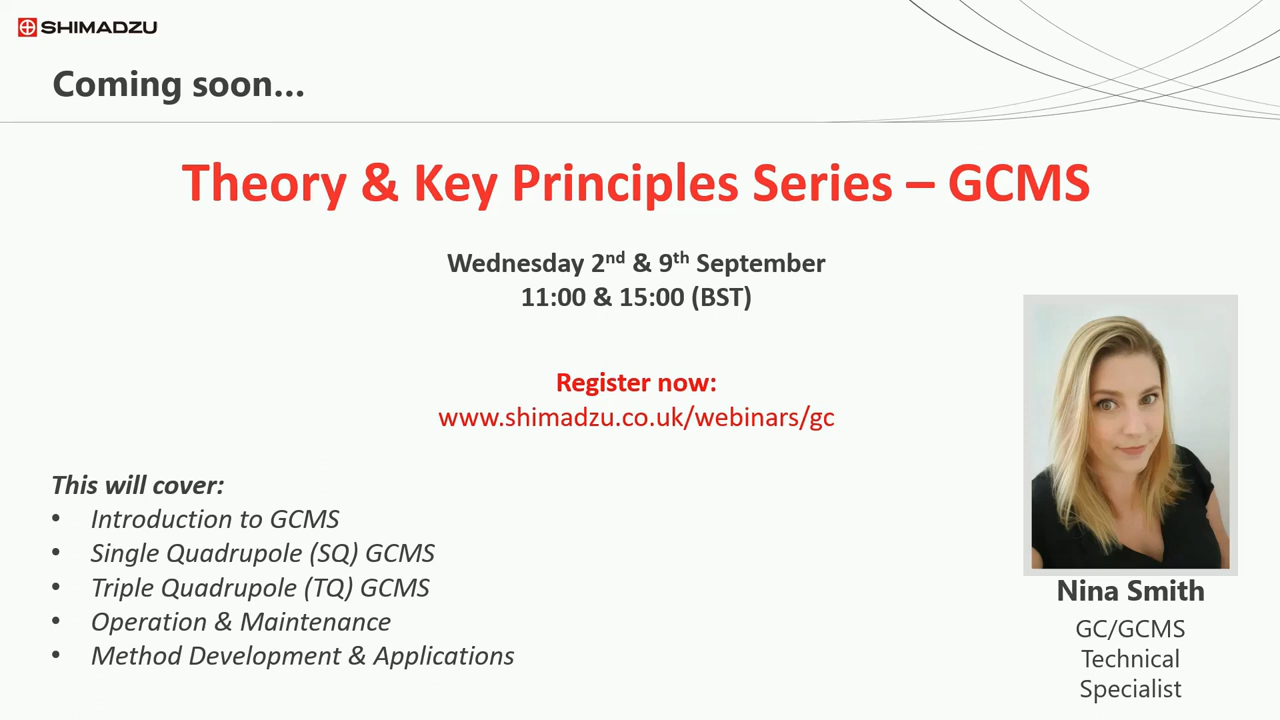 SHIMADZU
Coming soon...
Theory & Key Principles Series – GCMS
Wednesday 2nd & 9th September
11:00 & 15:00 (BST)
Register now:
www.shimadzu.co.uk/webinars/gc
This will cover:
• Introduction to GCMS
• Single Quadrupole (SQ) GCMS
• Triple Quadrupole (TQ) GCMS
• Operation & Maintenance
• Method Development & Applications
Nina Smith
GC/GCMS
Technical
Specialist